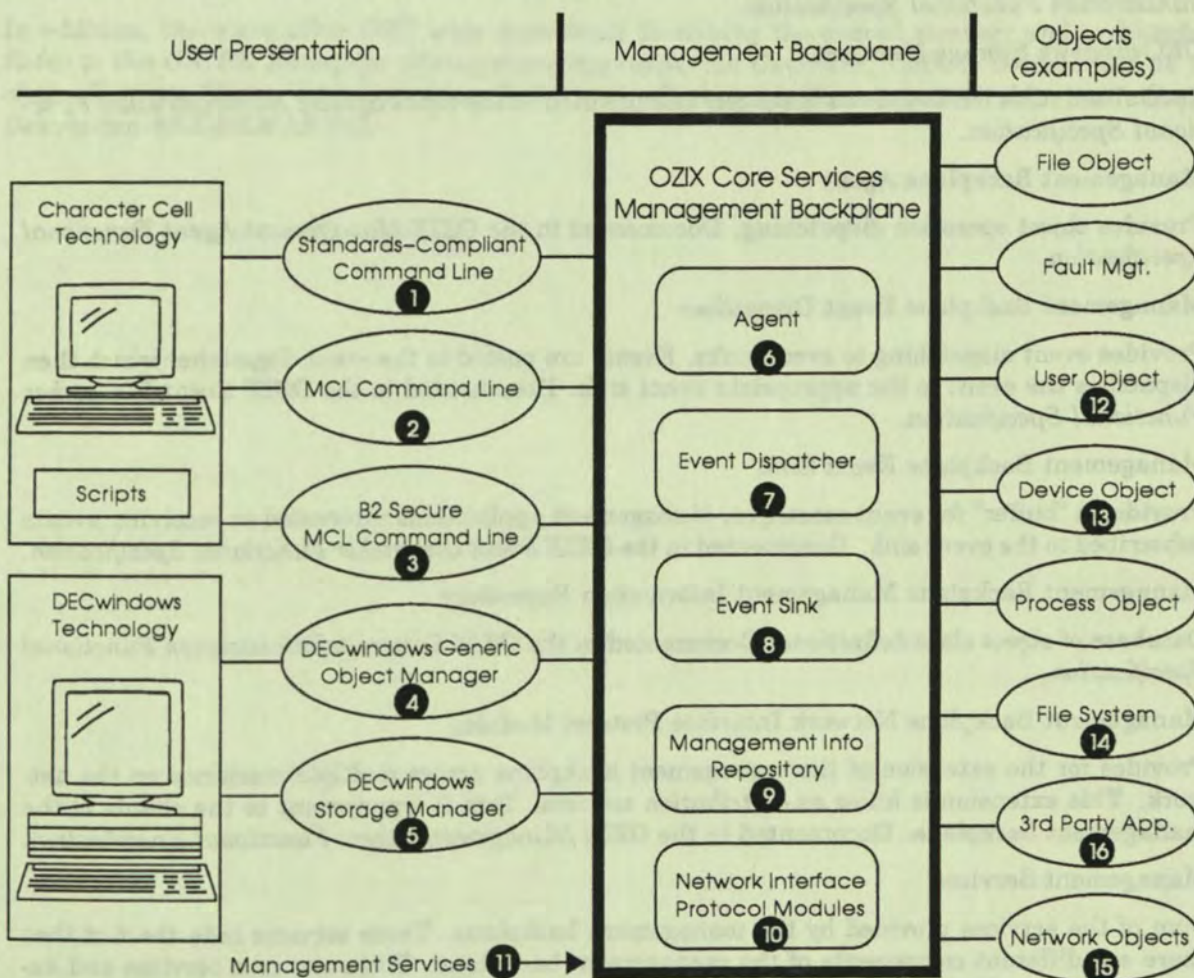 User Presentation
Management Backplane
Objects
(examples)
Character Cell
Technology
Scripts
DECwindows
Technology
Standards–Compliant
Command Line
1
MCL Command Line
2
B2 Secure
MCL Command Line
3
DECwindows Generic
Object Manager
4
DECwindows
Storage Manager
5
Management Services 11
OZIX Core Services
Management Backplane
Agent
6
Event Dispatcher
7
Event Sink
8
Management Info
Repository
9
Network Interface
Protocol Modules
10
File Object
Fault Mgt.
User Object
12
Device Object
13
Process Object
File System
14
3rd Party App.
16
Network Objects
15